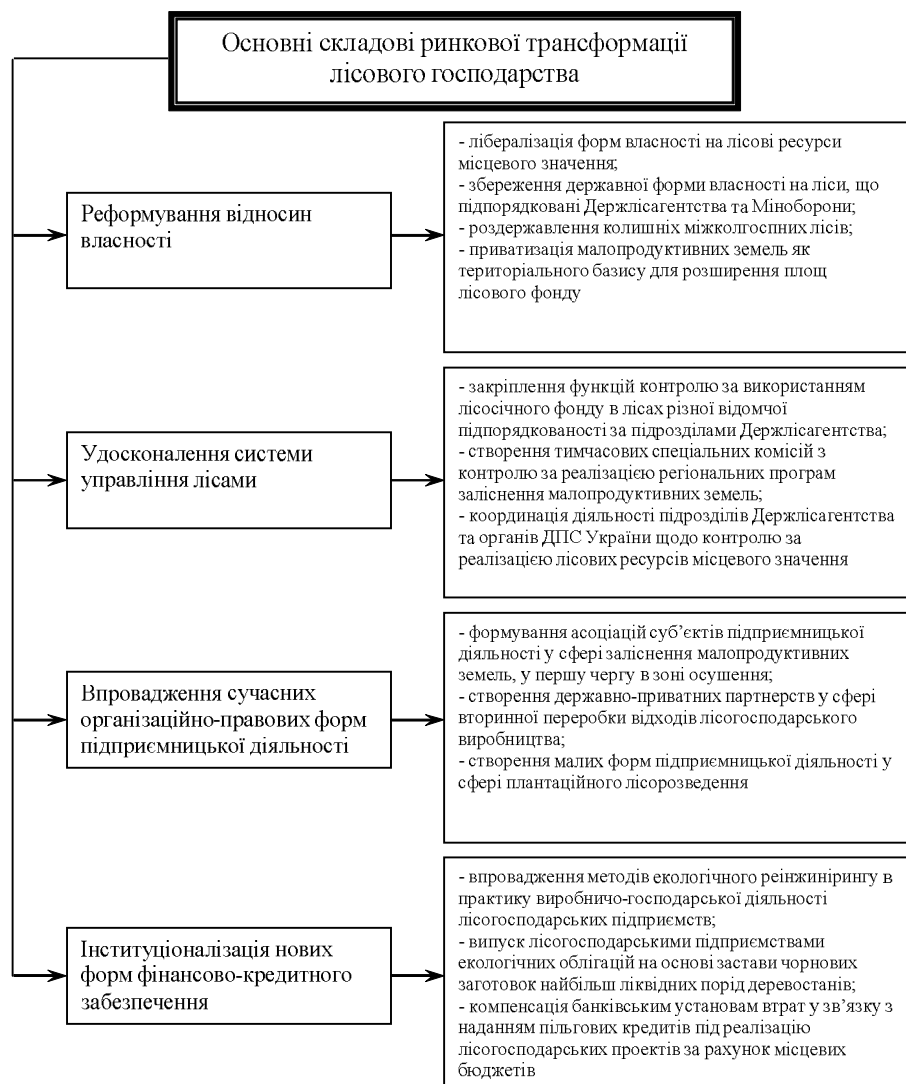 Основні складові ринкової трансформації
лісового господарства
Реформування відносин
власності
- лібералізація форм власності на лісові ресурси
місцевого значення;
- збереження державної форми власності на ліси, що
підпорядковані Держлісагентства та Міноборони;
- роздержавлення колишніх міжколгоспних лісів;
- приватизація малопродуктивних земель як
територіального базису для розширення площ
лісового фонду
Удосконалення системи
управління лісами
- закріплення функцій контролю за використанням
лісосічного фонду в лісах різної відомчої
підпорядкованості за підрозділами Держлісагентства;
- створення тимчасових спеціальних комісій з
контролю за реалізацією регіональних програм
заліснення малопродуктивних земель;
- координація діяльності підрозділів Держлісагентства
та органів ДПС України щодо контролю за
реалізацією лісових ресурсів місцевого значення
Впровадження сучасних
організаційно-правових форм
підприємницької діяльності
- формування асоціацій суб’єктів підприємницької
діяльності у сфері заліснення малопродуктивних
земель, у першу чергу в зоні осушення;
- створення державно-приватних партнерств у сфері
вторинної переробки відходів лісогосподарського
виробництва;
- створення малих форм підприємницької діяльності у
сфері плантаційного лісорозведення
Інституціоналізація нових
форм фінансово-кредитного
забезпечення
- впровадження методів екологічного реінжинірингу в
практику виробничо-господарської діяльності
лісогосподарських підприємств;
- випуск лісогосподарськими підприємствами
екологічних облігацій на основі застави чорнових
заготовок найбільш ліквідних порід деревостанів;
- компенсація банківським установам втрат у зв’язку з
наданням пільгових кредитів під реалізацію
лісогосподарських проектів за рахунок місцевих
бюджетів